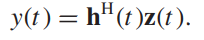 y(t) = h^H(t)z(t).